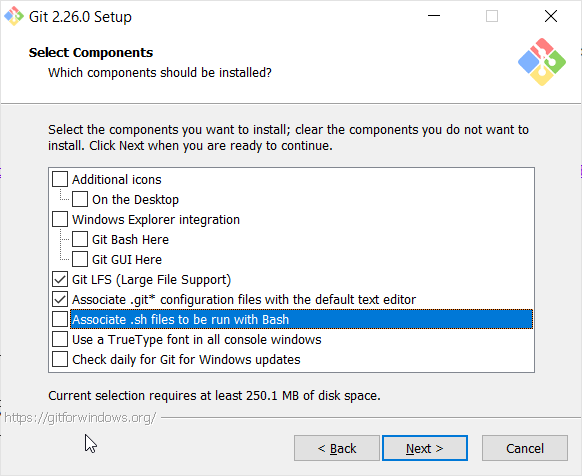 Git 2.26.0 Setup
Select Components
Which components should be installed?
Select the components you want to install; clear the components you do not want to
install. Click Next when you are ready to continue.
Additional icons
On the Desktop
Windows Explorer integration
Git Bash Here
Git GUI Here
Git LFS (Large File Support)
Associate .git* configuration files with the default text editor
Associate .sh files to be run with Bash
Use a TrueType font in all console windows
Check daily for Git for Windows updates
Current selection requires at least 250.1 MB of disk space.
https://gitforwindows.org/
< Back
Next >
Cancel